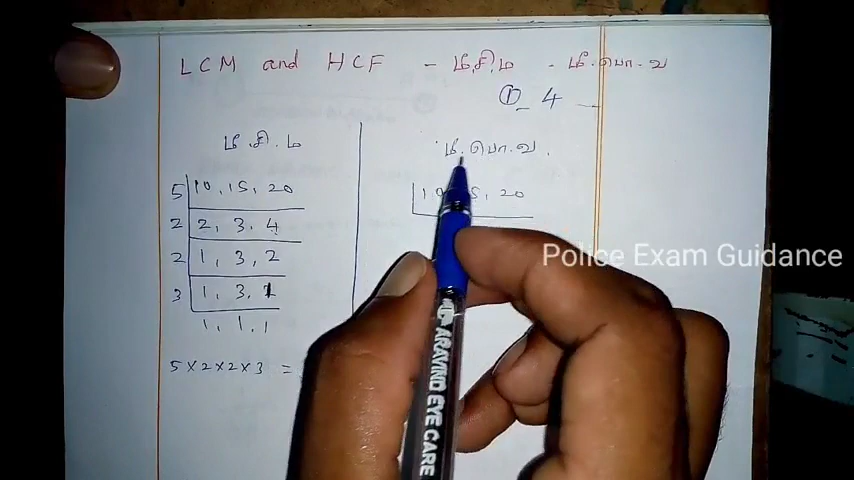 LCM and HCF - மீ.சி.ம - மீ.பொ.வ
① - 4
மீ.சி.ம
5 10, 15, 20
2 2, 3, 4
2 1, 3, 2
3 1, 3, 1
1, 1, 1
5 × 2 × 2 × 3 =
மீ.பொ.வ.
20
Police Exam Guidance
ARAVIND EYE CARE